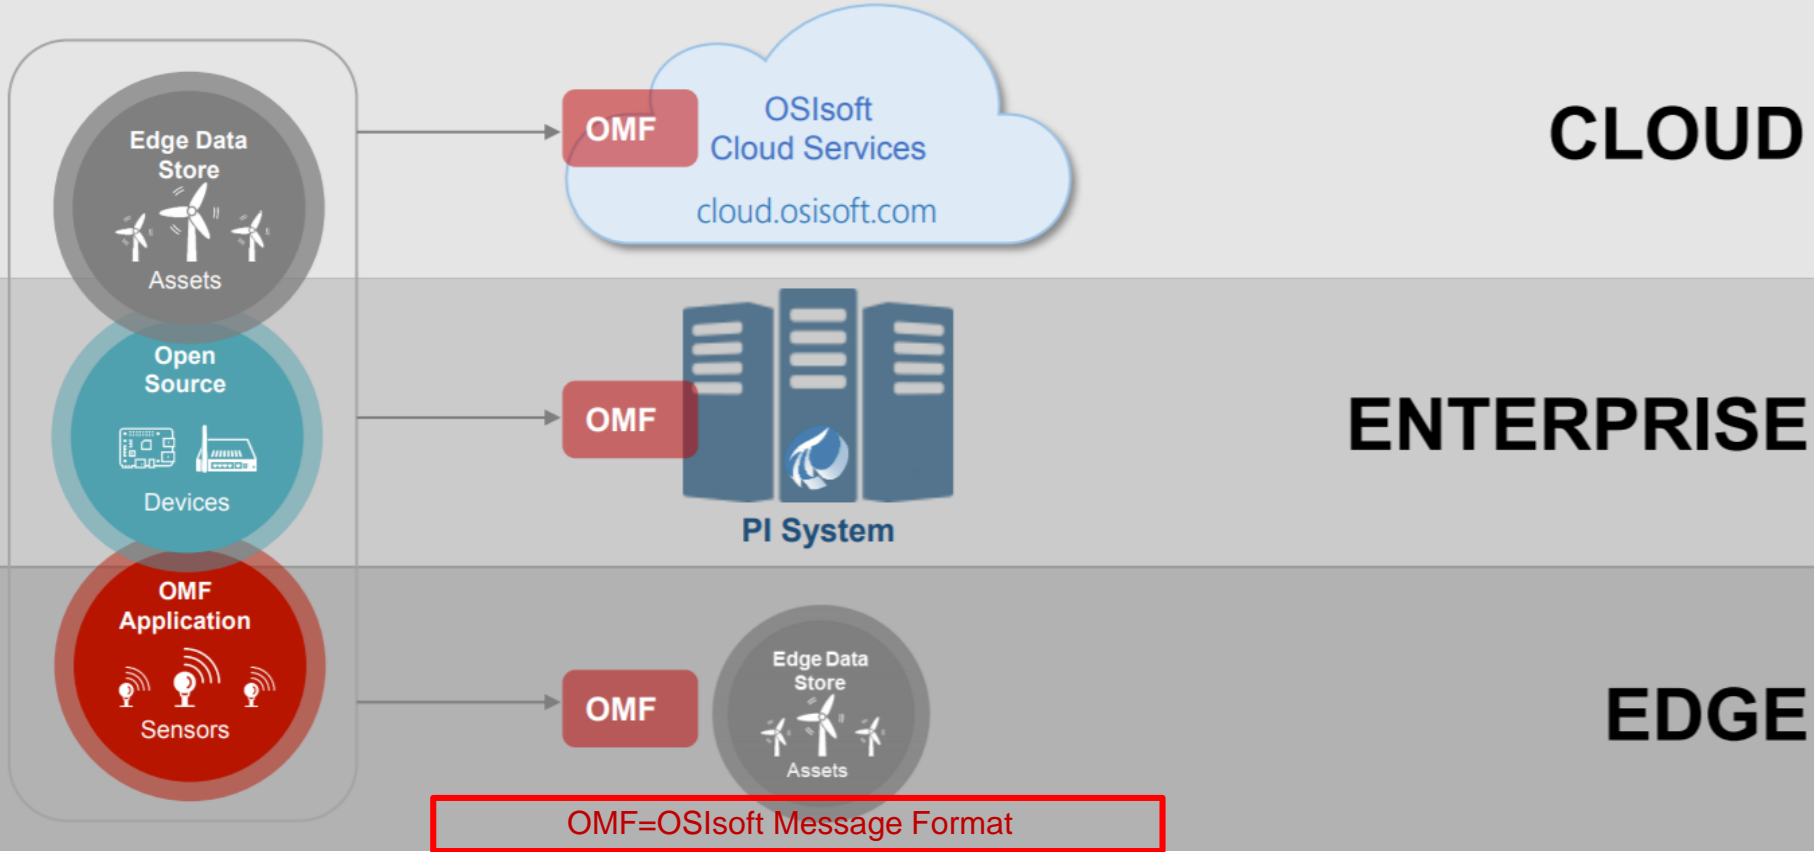 Edge Data
Store
Assets
Open
Source
Devices
OMF
Application
Sensors
OMF
OSIsoft
Cloud Services
cloud.osisoft.com
CLOUD
OMF
PI System
ENTERPRISE
OMF
Edge Data
Store
Assets
EDGE
OMF=OSIsoft Message Format